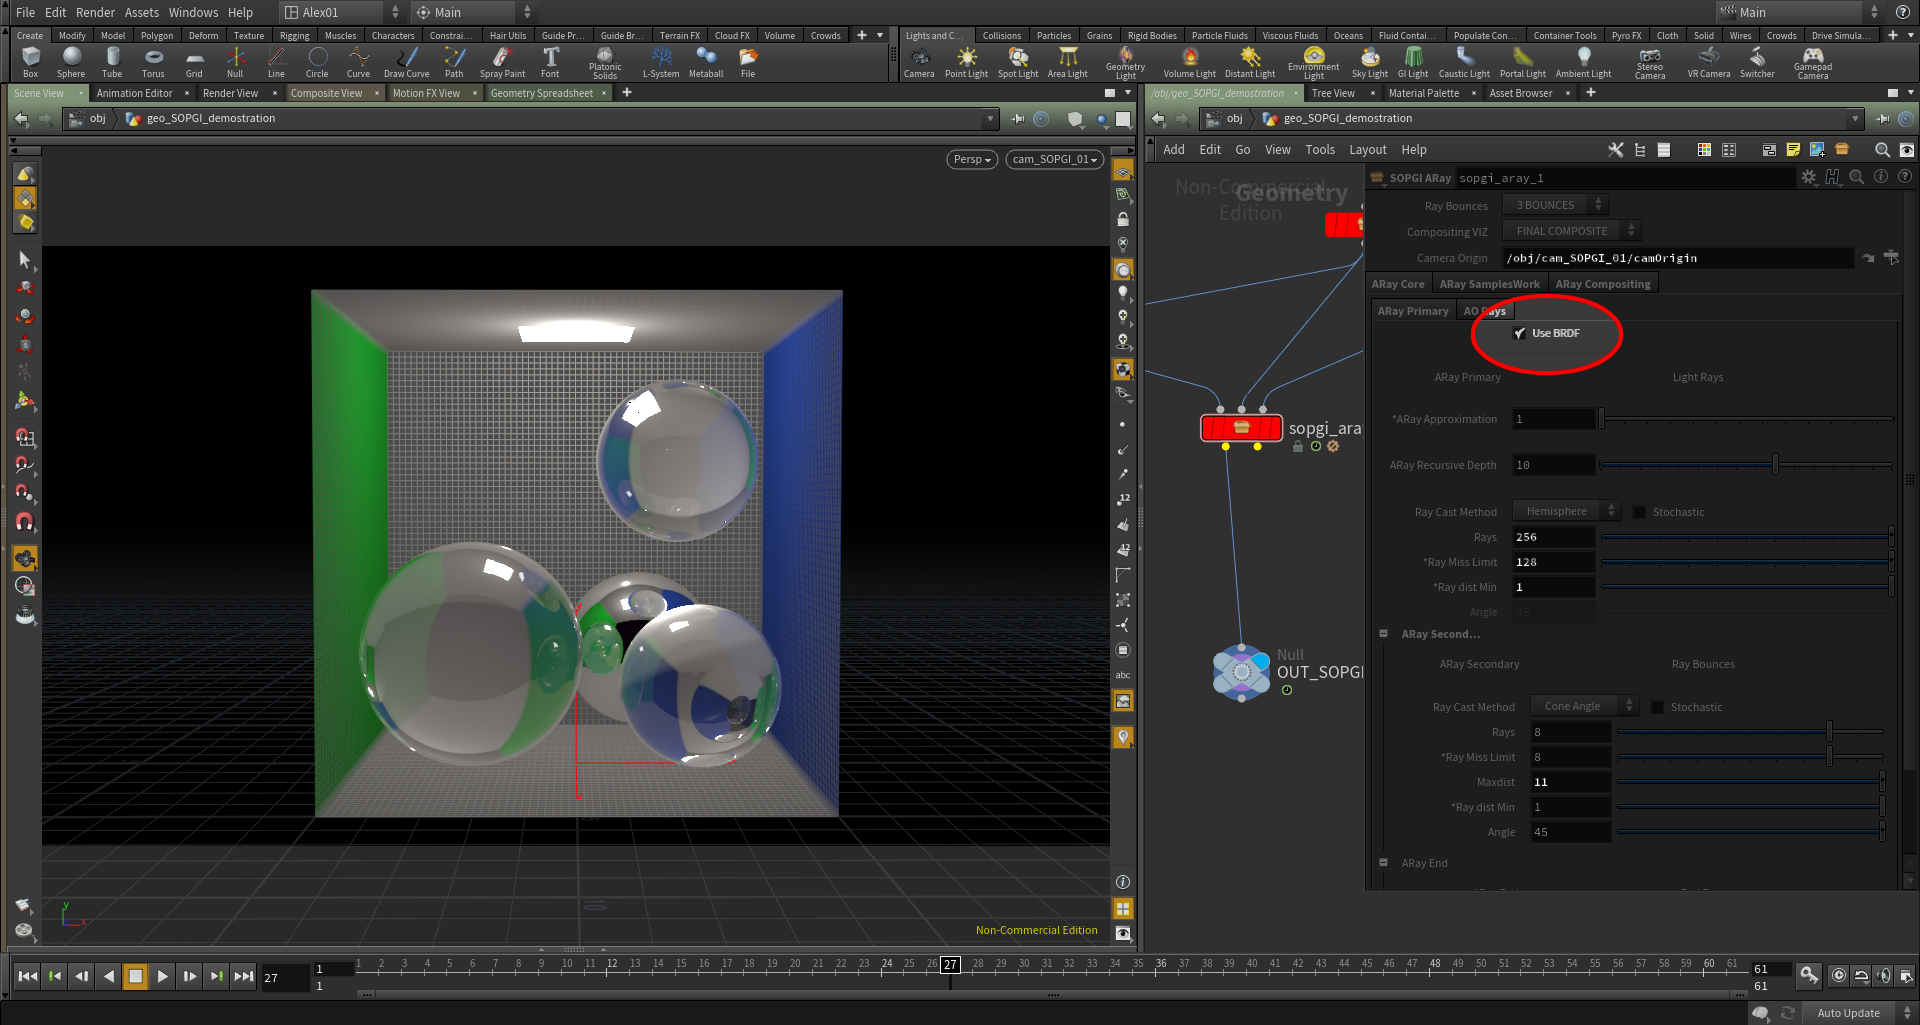 File Edit Render Assets Windows Help Alex01 Main Main
Create Modify Model Polygon Deform Texture Rigging Muscles Characters Constrai... Hair Utils Guide Pr... Guide Br... Terrain FX Cloud FX Volume Crowds
Lights and C... Collisions Particles Grains Rigid Bodies Particle Fluids Viscous Fluids Oceans Fluid Contai... Populate Con... Container Tools Pyro FX Cloth Solid Wires Crowds Drive Simula...
Box Sphere Tube Torus Grid Null Line Circle Curve Draw Curve Path Spray Paint Font Platonic Solids L-System Metaball File
Camera Point Light Spot Light Area Light Geometry Light Volume Light Distant Light Environment Light Sky Light GI Light Caustic Light Portal Light Ambient Light Stereo Camera VR Camera Switcher Gamepad Camera
Scene View Animation Editor Render View Composite View Motion FX View Geometry Spreadsheet
/obj/geo_SOPGI_demostration Tree View Material Palette Asset Browser
obj geo_SOPGI_demostration
obj geo_SOPGI_demostration
Add Edit Go View Tools Layout Help
Persp cam_SOPGI_01
Non-Commercial Edition
Geometry
SOPGI ARay sopgi_aray_1
Ray Bounces 3 BOUNCES
Compositing VIZ FINAL COMPOSITE
Camera Origin /obj/cam_SOPGI_01/camOrigin
ARay Core ARay SamplesWork ARay Compositing
ARay Primary AO Rays
Use BRDF
ARay Primary Light Rays
*ARay Approximation 1
ARay Recursive Depth 10
Ray Cast Method Hemisphere Stochastic
Rays 256
*Ray Miss Limit 128
*Ray dist Min 1
Angle 45
ARay Second...
ARay Secondary Ray Bounces
Ray Cast Method Cone Angle Stochastic
Rays 8
*Ray Miss Limit 8
Maxdist 11
*Ray dist Min 1
Angle 45
ARay End
sopgi_aray
Null
OUT_SOPGI
12
12
abc
y
x
10
Non-Commercial Edition
27 1 1
1 2 3 4 5 6 7 8 9 10 11 12 13 14 15 16 17 18 19 20 21 22 23 24 25 26 27 28 29 30 31 32 33 34 35 36 37 38 39 40 41 42 43 44 45 46 47 48 49 50 51 52 53 54 55 56 57 58 59 60 61
61
61
Auto Update